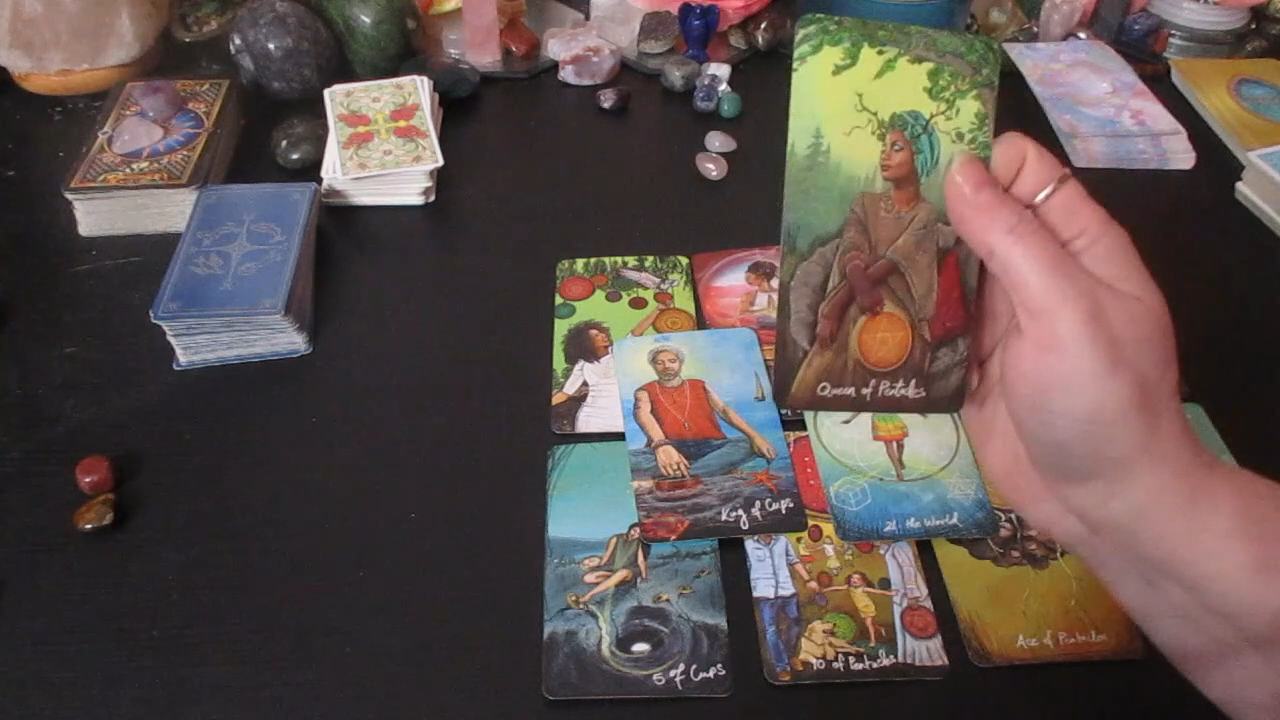 Queen of Pentacles
King of Cups
21. the World
5 of Cups
10 of Pentacles
Ace of Pentacles